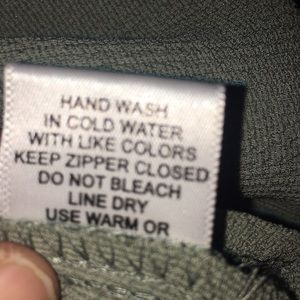 HAND WASH
IN COLD WATER
WITH LIKE COLORS
KEEP ZIPPER CLOSED
DO NOT BLEACH
LINE DRY
USE WARM OR